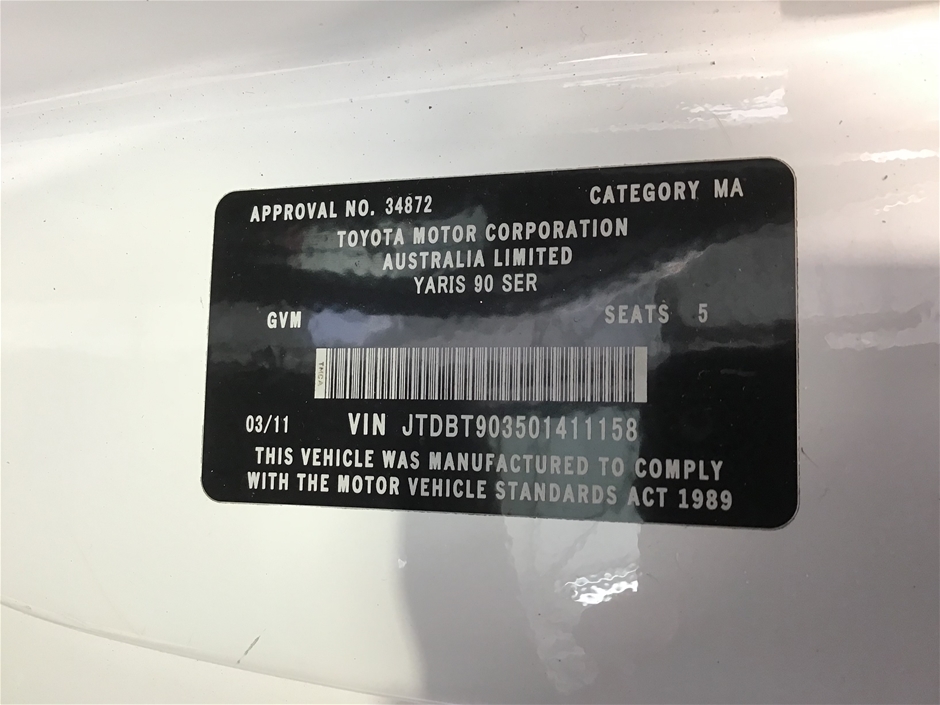 APPROVAL NO. 34872 CATEGORY MA
TOYOTA MOTOR CORPORATION
AUSTRALIA LIMITED
YARIS 90 SER
GVM SEATS 5
TMCA
03/11 VIN JTDBT903501411158
THIS VEHICLE WAS MANUFACTURED TO COMPLY
WITH THE MOTOR VEHICLE STANDARDS ACT 1989